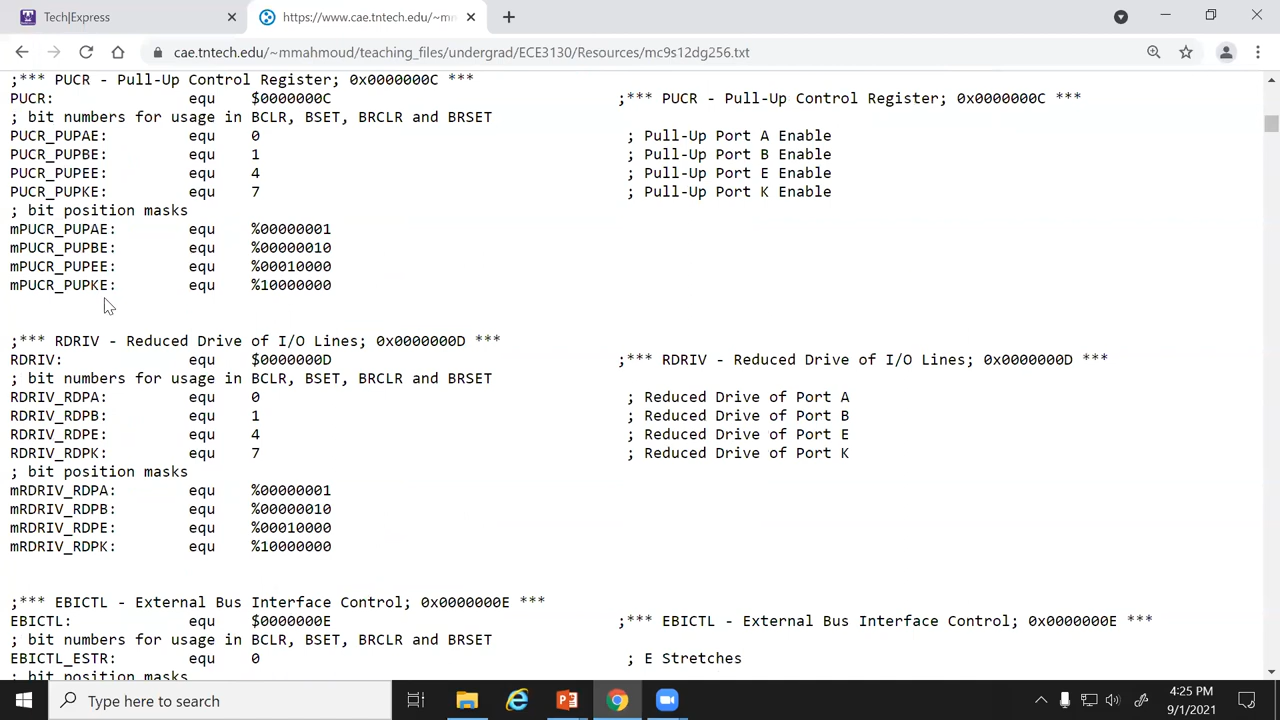 Tech|Express
https://www.cae.tntech.edu/~mm
cae.tntech.edu/~mmahmoud/teaching_files/undergrad/ECE3130/Resources/mc9s12dg256.txt
;*** PUCR - Pull-Up Control Register; 0x0000000C ***
PUCR: equ $0000000C ;*** PUCR - Pull-Up Control Register; 0x0000000C ***
; bit numbers for usage in BCLR, BSET, BRCLR and BRSET
PUCR_PUPAE: equ 0 ; Pull-Up Port A Enable
PUCR_PUPBE: equ 1 ; Pull-Up Port B Enable
PUCR_PUPEE: equ 4 ; Pull-Up Port E Enable
PUCR_PUPKE: equ 7 ; Pull-Up Port K Enable
; bit position masks
mPUCR_PUPAE: equ %00000001
mPUCR_PUPBE: equ %00000010
mPUCR_PUPEE: equ %00010000
mPUCR_PUPKE: equ %10000000
;*** RDRIV - Reduced Drive of I/O Lines; 0x0000000D ***
RDRIV: equ $0000000D ;*** RDRIV - Reduced Drive of I/O Lines; 0x0000000D ***
; bit numbers for usage in BCLR, BSET, BRCLR and BRSET
RDRIV_RDPA: equ 0 ; Reduced Drive of Port A
RDRIV_RDPB: equ 1 ; Reduced Drive of Port B
RDRIV_RDPE: equ 4 ; Reduced Drive of Port E
RDRIV_RDPK: equ 7 ; Reduced Drive of Port K
; bit position masks
mRDRIV_RDPA: equ %00000001
mRDRIV_RDPB: equ %00000010
mRDRIV_RDPE: equ %00010000
mRDRIV_RDPK: equ %10000000
;*** EBICTL - External Bus Interface Control; 0x0000000E ***
EBICTL: equ $0000000E ;*** EBICTL - External Bus Interface Control; 0x0000000E ***
; bit numbers for usage in BCLR, BSET, BRCLR and BRSET
EBICTL_ESTR: equ 0 ; E Stretches
; bit position masks
Type here to search
4:25 PM
9/1/2021